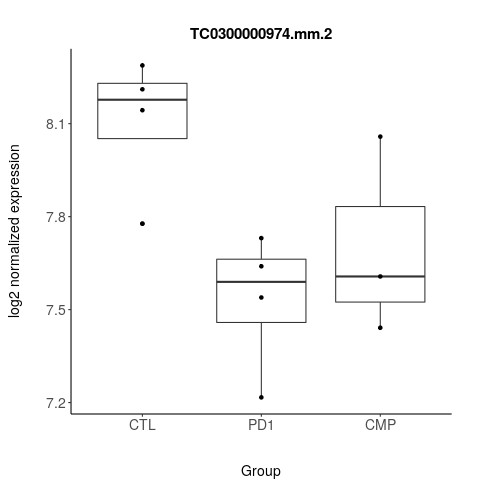 TC0300000974.mm.2
log2 normalized expression
8.1
7.8
7.5
7.2
CTL
PD1
CMP
Group